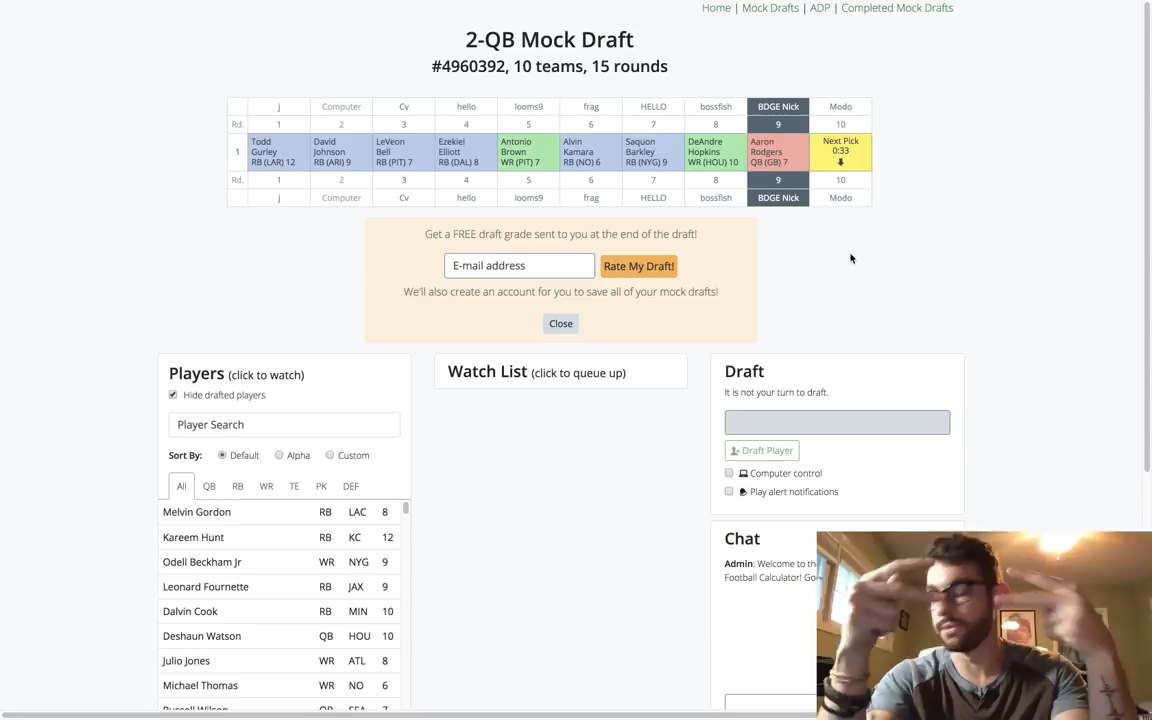 Home | Mock Drafts | ADP | Completed Mock Drafts
2-QB Mock Draft
#4960392, 10 teams, 15 rounds
j Computer Cv hello looms9 frag HELLO bossfish BDGE Nick Modo
Rd. 1 2 3 4 5 6 7 8 9 10
1 Todd Gurley RB (LAR) 12 David Johnson RB (ARI) 9 LeVeon Bell RB (PIT) 7 Ezekiel Elliott RB (DAL) 8 Antonio Brown WR (PIT) 7 Alvin Kamara RB (NO) 6 Saquon Barkley RB (NYG) 9 DeAndre Hopkins WR (HOU) 10 Aaron Rodgers QB (GB) 7 Next Pick 0:33
Rd. 1 2 3 4 5 6 7 8 9 10
j Computer Cv hello looms9 frag HELLO bossfish BDGE Nick Modo
Get a FREE draft grade sent to you at the end of the draft!
E-mail address Rate My Draft!
We'll also create an account for you to save all of your mock drafts!
Close
Players (click to watch)
Hide drafted players
Player Search
Sort By: Default Alpha Custom
All QB RB WR TE PK DEF
Melvin Gordon RB LAC 8
Kareem Hunt RB KC 12
Odell Beckham Jr WR NYG 9
Leonard Fournette RB JAX 9
Dalvin Cook RB MIN 10
Deshaun Watson QB HOU 10
Julio Jones WR ATL 8
Michael Thomas WR NO 6
Russell Wilson QB SEA 7
Watch List (click to queue up)
Draft
It is not your turn to draft.
Draft Player
Computer control
Play alert notifications
Chat
Admin: Welcome to th
Football Calculator! Go